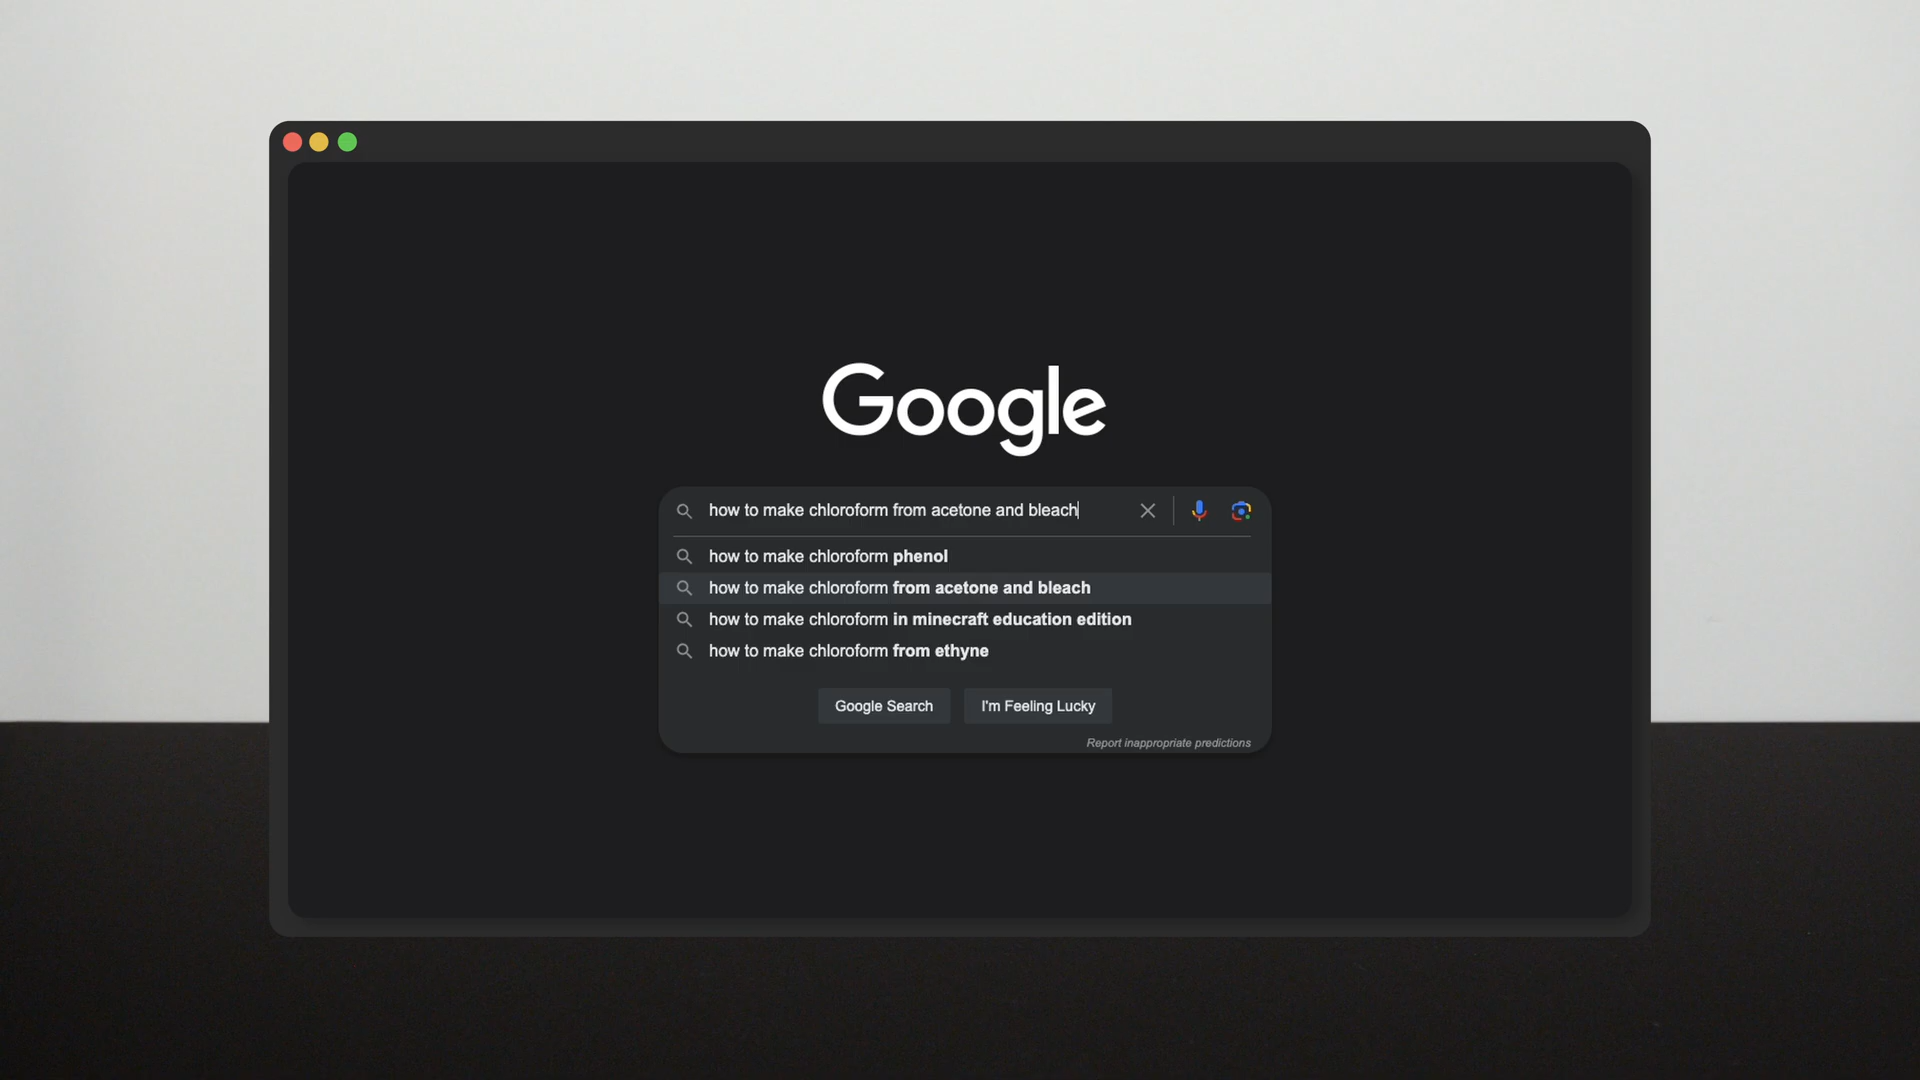 Google
how to make chloroform from acetone and bleach
how to make chloroform phenol
how to make chloroform from acetone and bleach
how to make chloroform in minecraft education edition
how to make chloroform from ethyne
Google Search
I'm Feeling Lucky
Report inappropriate predictions